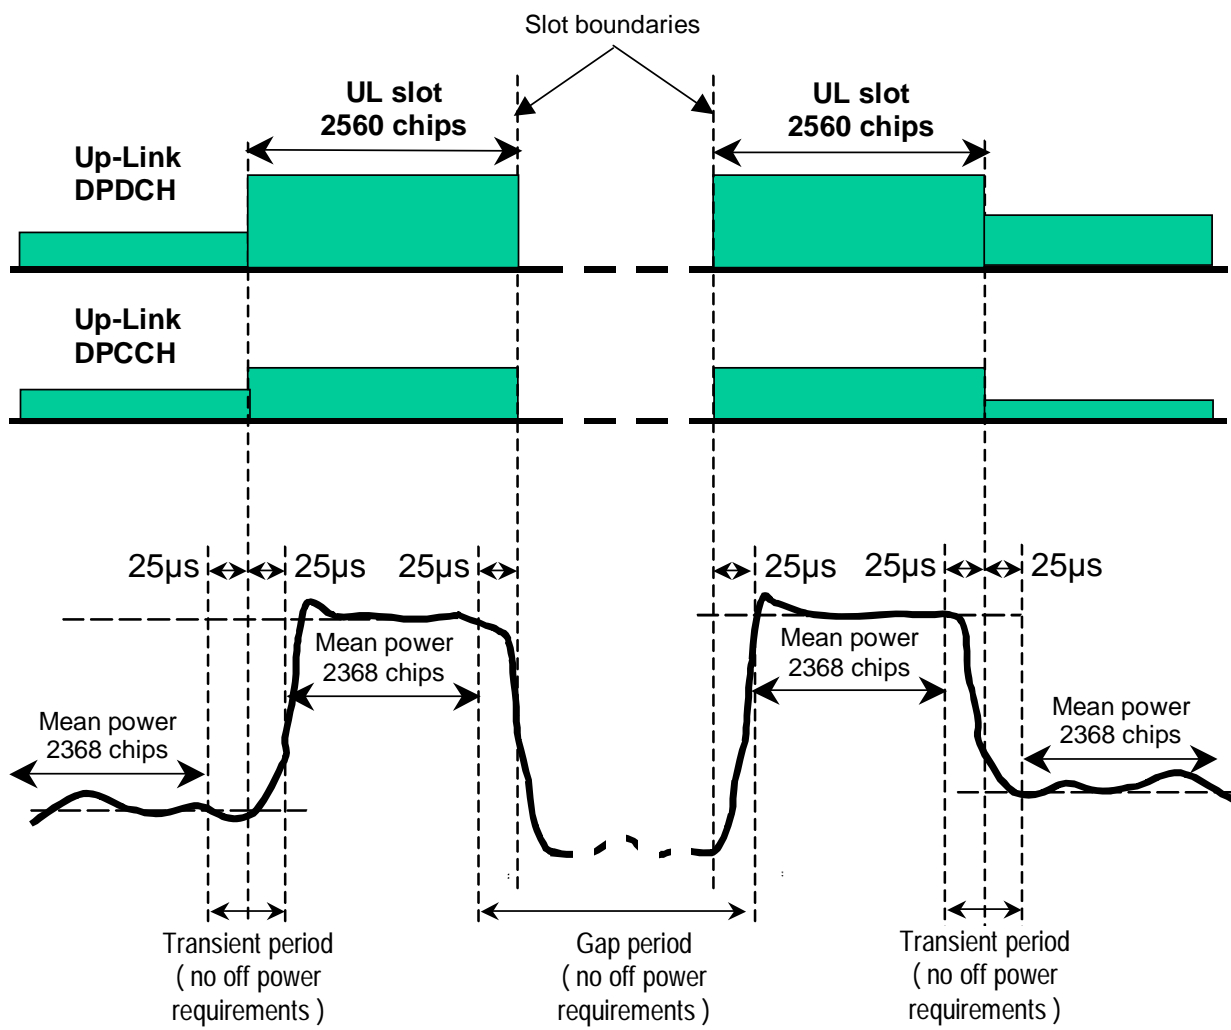 Slot boundaries
UL slot
2560 chips
UL slot
2560 chips
Up-Link
DPDCH
Up-Link
DPCCH
25µs
25µs
25µs
25µs
25µs
25µs
Mean power
2368 chips
Mean power
2368 chips
Mean power
2368 chips
Mean power
2368 chips
Transient period
( no off power
requirements )
Gap period
( no off power
requirements )
Transient period
( no off power
requirements )